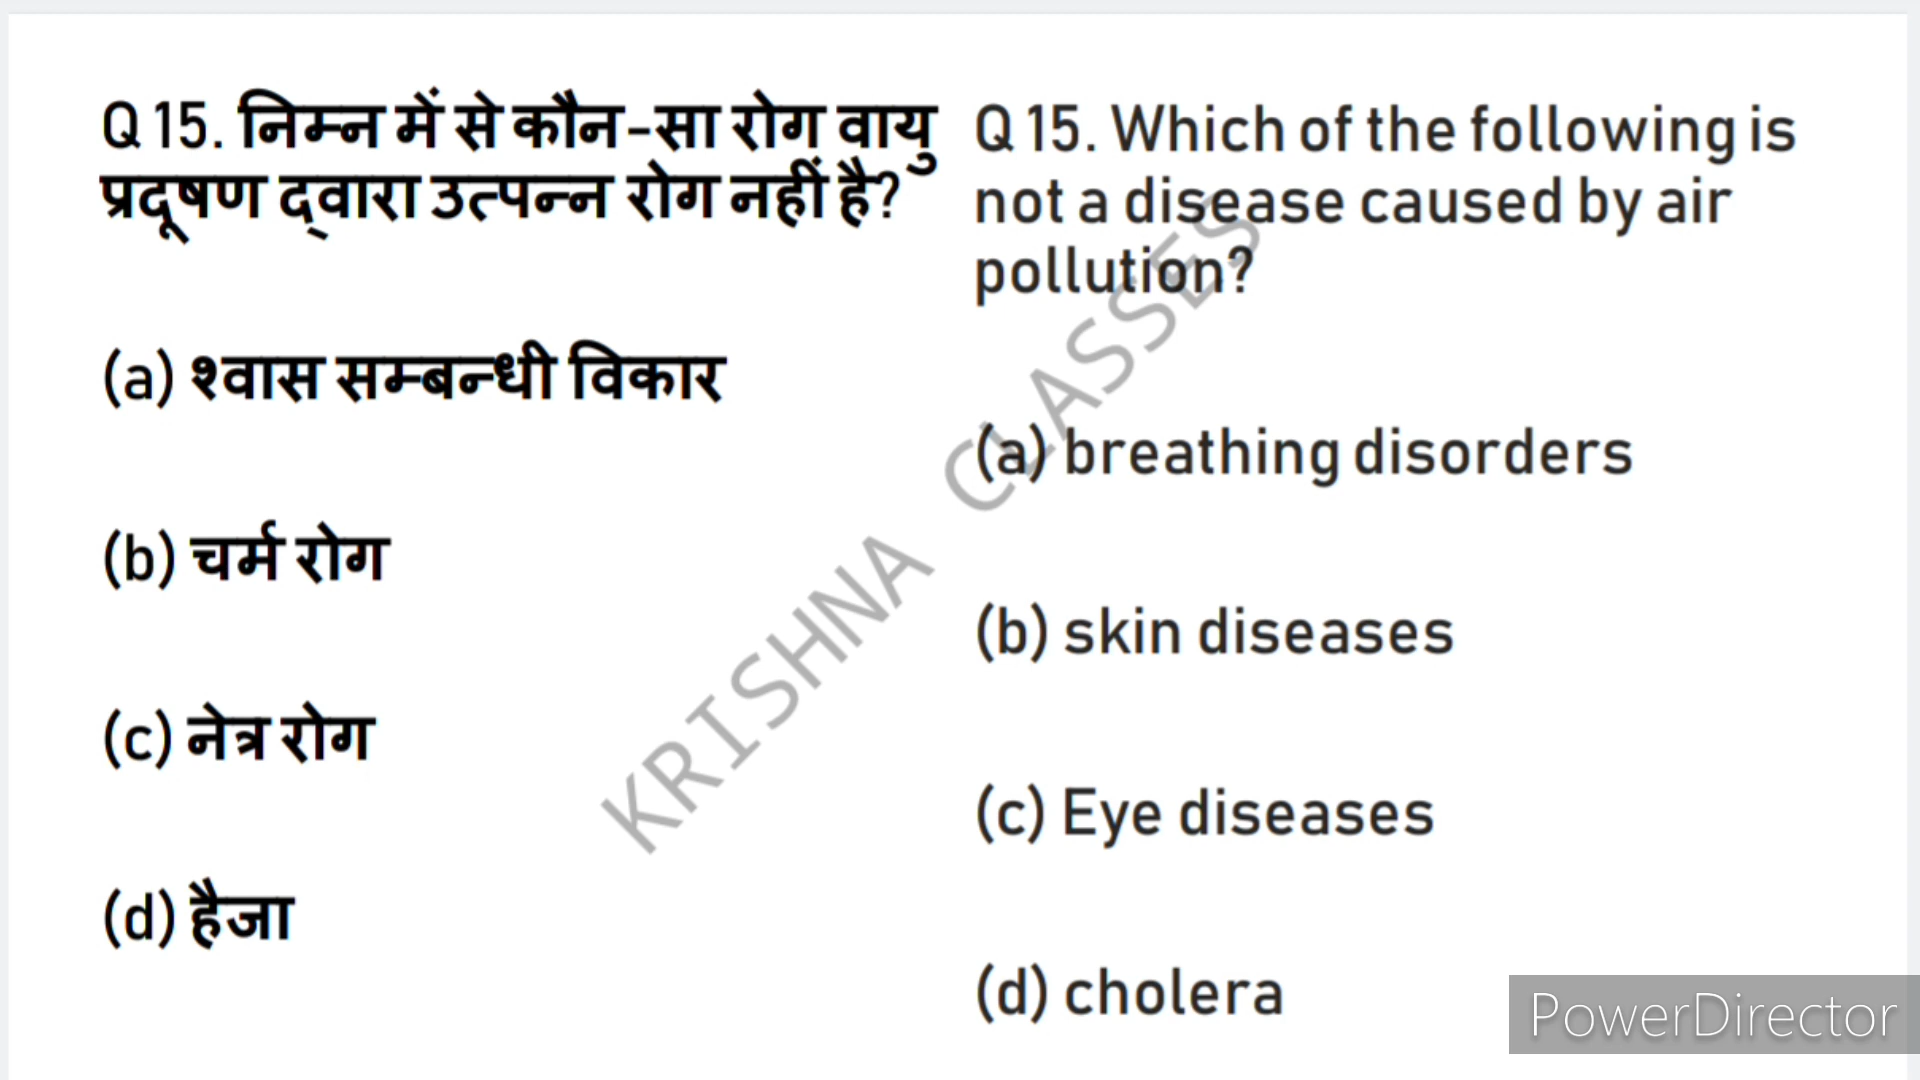 Q 15. निम्न में से कौन-सा रोग वायु
प्रदूषण द्वारा उत्पन्न रोग नहीं है?
(a) श्वास सम्बन्धी विकार
(b) चर्म रोग
(c) नेत्र रोग
(d) हैजा
Q 15. Which of the following is
not a disease caused by air
pollution?
(a) breathing disorders
(b) skin diseases
(c) Eye diseases
(d) cholera
KRISHNA CLASSES
PowerDirector